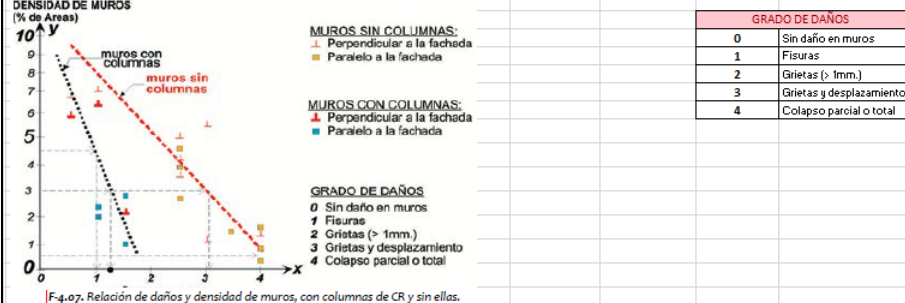 DENSIDAD DE MUROS
(% de Areas)
10
y
9
8
7
6
5
4
3
2
1
0
0
1
2
3
4
x
muros con
columnas
muros sin
columnas
MUROS SIN COLUMNAS:
Perpendicular a la fachada
Paralelo a la fachada
MUROS CON COLUMNAS:
Perpendicular a la fachada
Paralelo a la fachada
GRADO DE DAÑOS
0 Sin daño en muros
1 Fisuras
2 Grietas (> 1mm.)
3 Grietas y desplazamiento
4 Colapso parcial o total
F-4.07. Relación de daños y densidad de muros, con columnas de CR y sin ellas.
GRADO DE DAÑOS
0 Sin daño en muros
1 Fisuras
2 Grietas (> 1mm.)
3 Grietas y desplazamiento
4 Colapso parcial o total